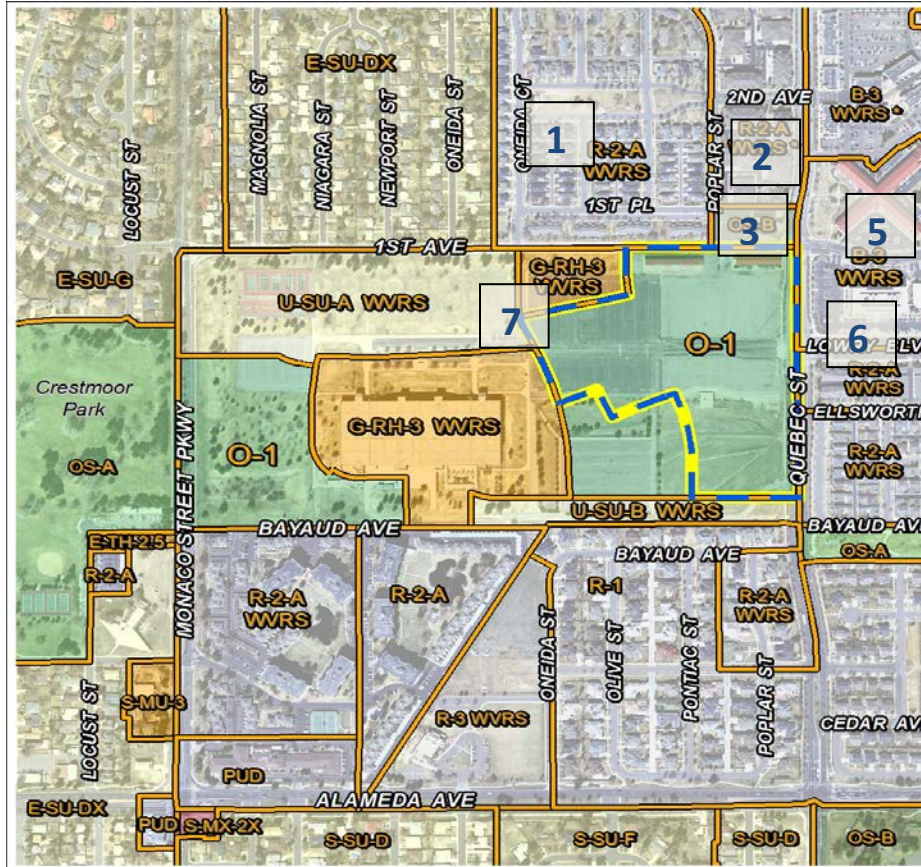 E-SU-DX
2ND AVE
B-3
WVRS *
ONEIDA CT
1
R-2-A
WVRS
R-2-A
WVRS *
2
LOCUST ST
MAGNOLIA ST
NIAGARA ST
NEWPORT ST
ONEIDA ST
POPLAR ST
1ST PL
3
OS-B
5
1ST AVE
E-SU-G
U-SU-A WVRS
G-RH-3
WVRS
B-3
WVRS
7
O-1
6
LOWRY BLV
Crestmoor
Park
OS-A
MONACO STREET PKWY
O-1
G-RH-3 WVRS
QUEBEC ST
R-2-A
WVRS
ELLSWORTH
R-2-A
WVRS
U-SU-B WVRS
BAYAUD AVE
BAYAUD AV
E-TH-2.5
BAYAUD AVE
OS-A
R-2-A
R-2-A
WVRS
R-2-A
R-1
R-2-A
WVRS
ONEIDA ST
OLIVE ST
PONTIAC ST
POPLAR ST
S-MU-3
LOCUST ST
R-3 WVRS
CEDAR AV
PUD
ALAMEDA AVE
E-SU-DX
PUD
S-MX-2X
S-SU-D
S-SU-F
S-SU-D
OS-B